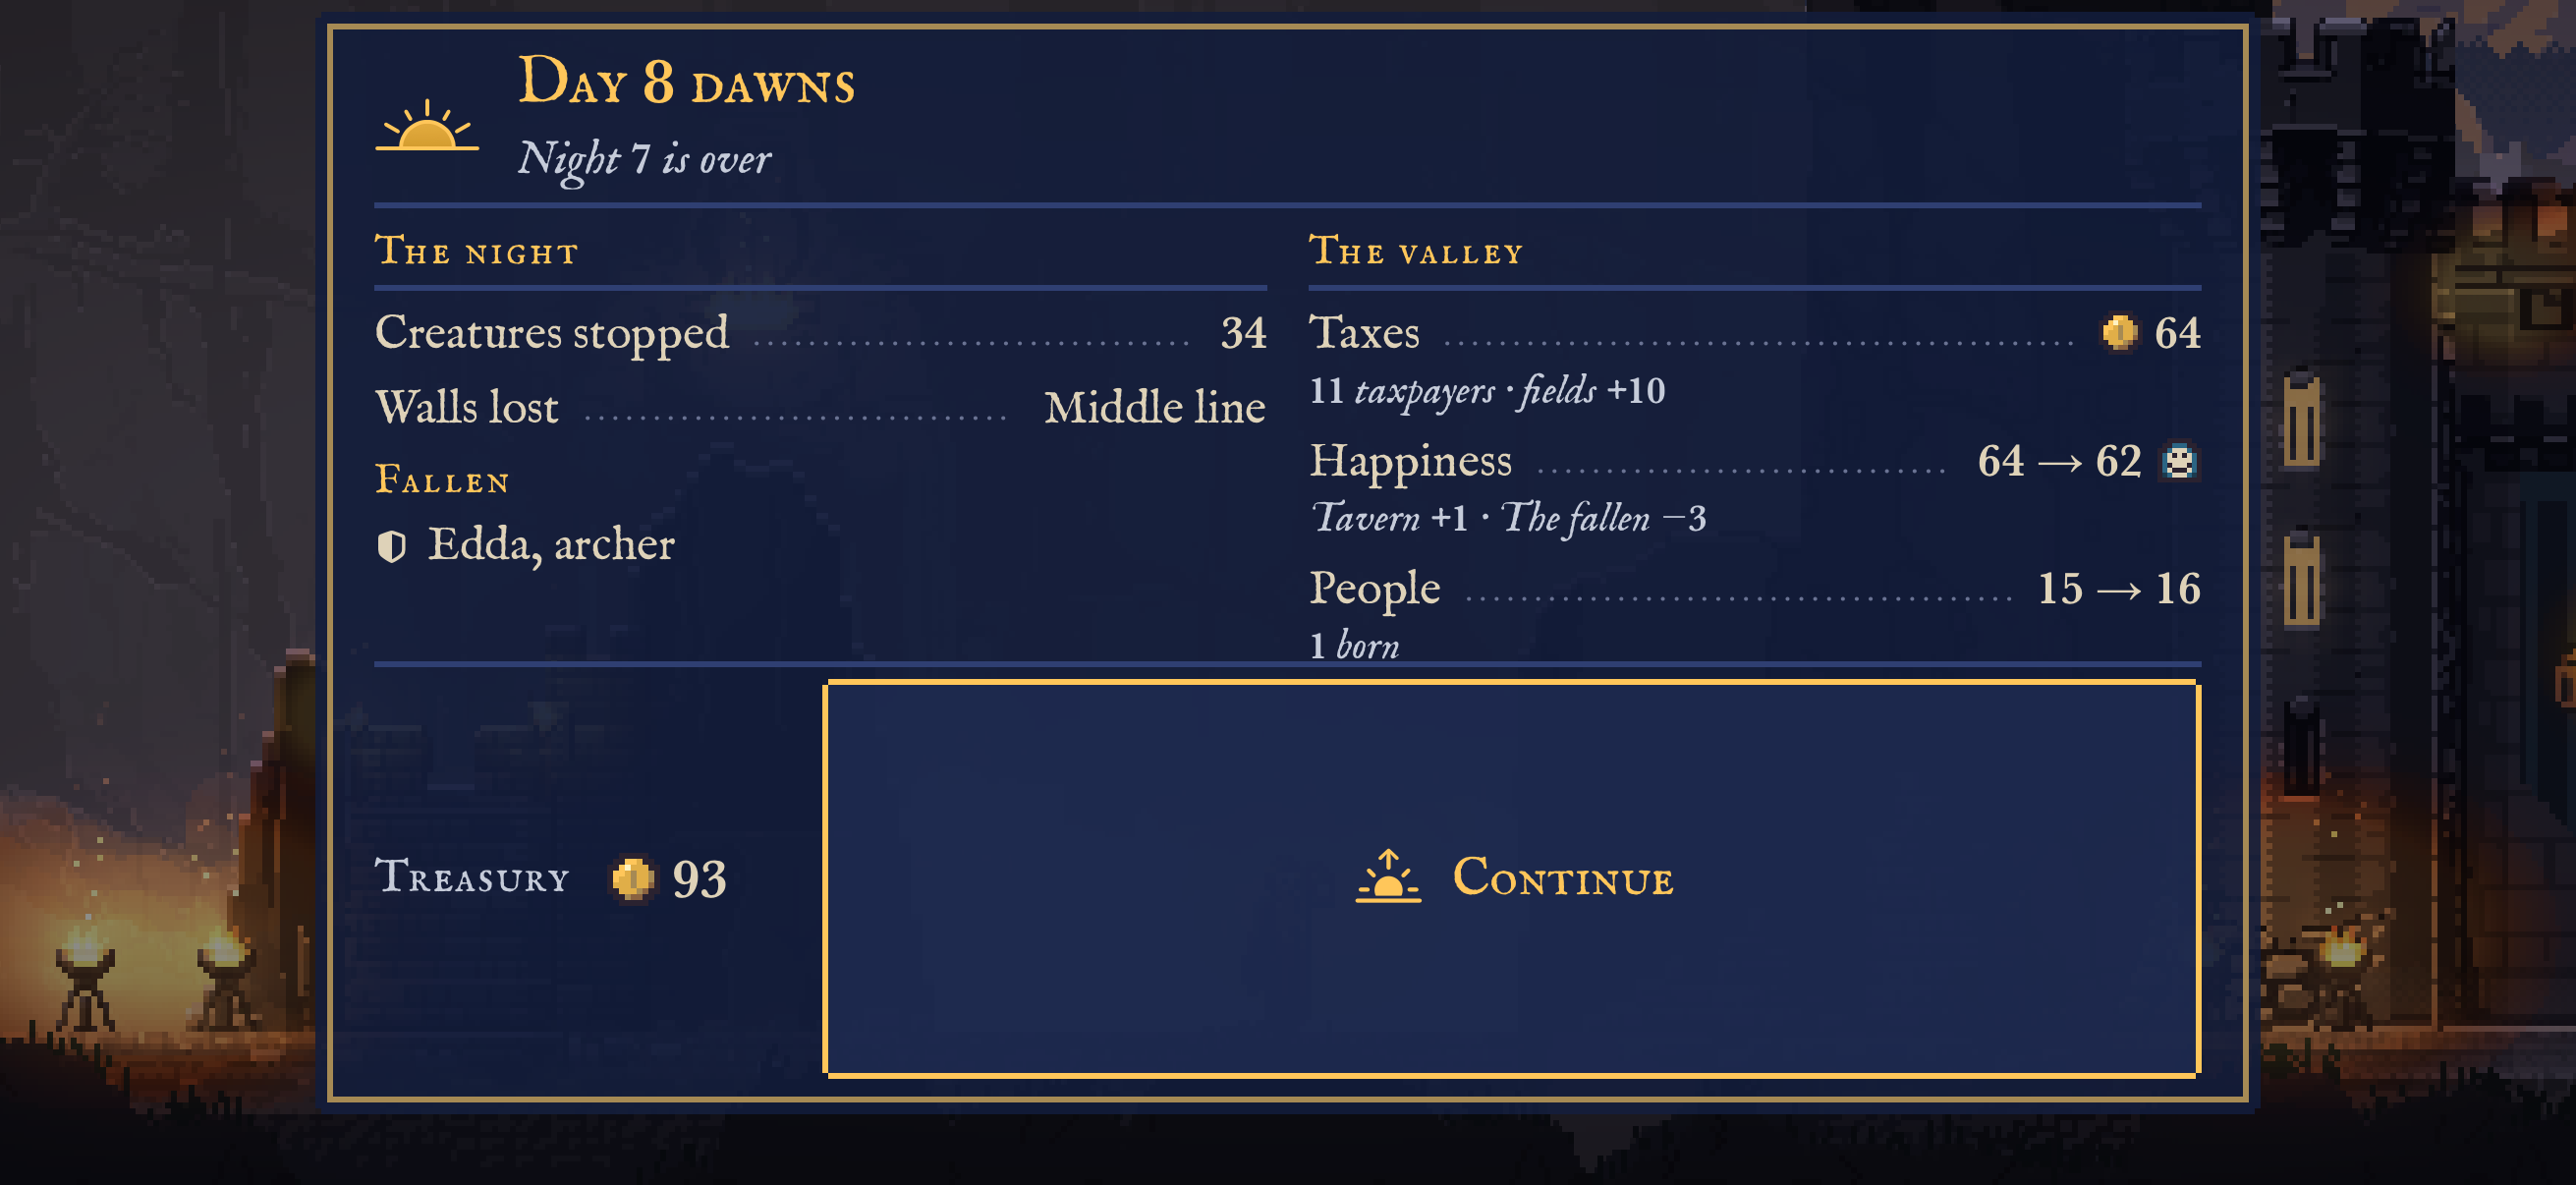 Day 8 dawns
Night 7 is over
The night
Creatures stopped 34
Walls lost Middle line
Fallen
Edda, archer
The valley
Taxes 64
11 taxpayers · fields +10
Happiness 64 → 62
Tavern +1 · The fallen −3
People 15 → 16
1 born
Treasury 93
Continue